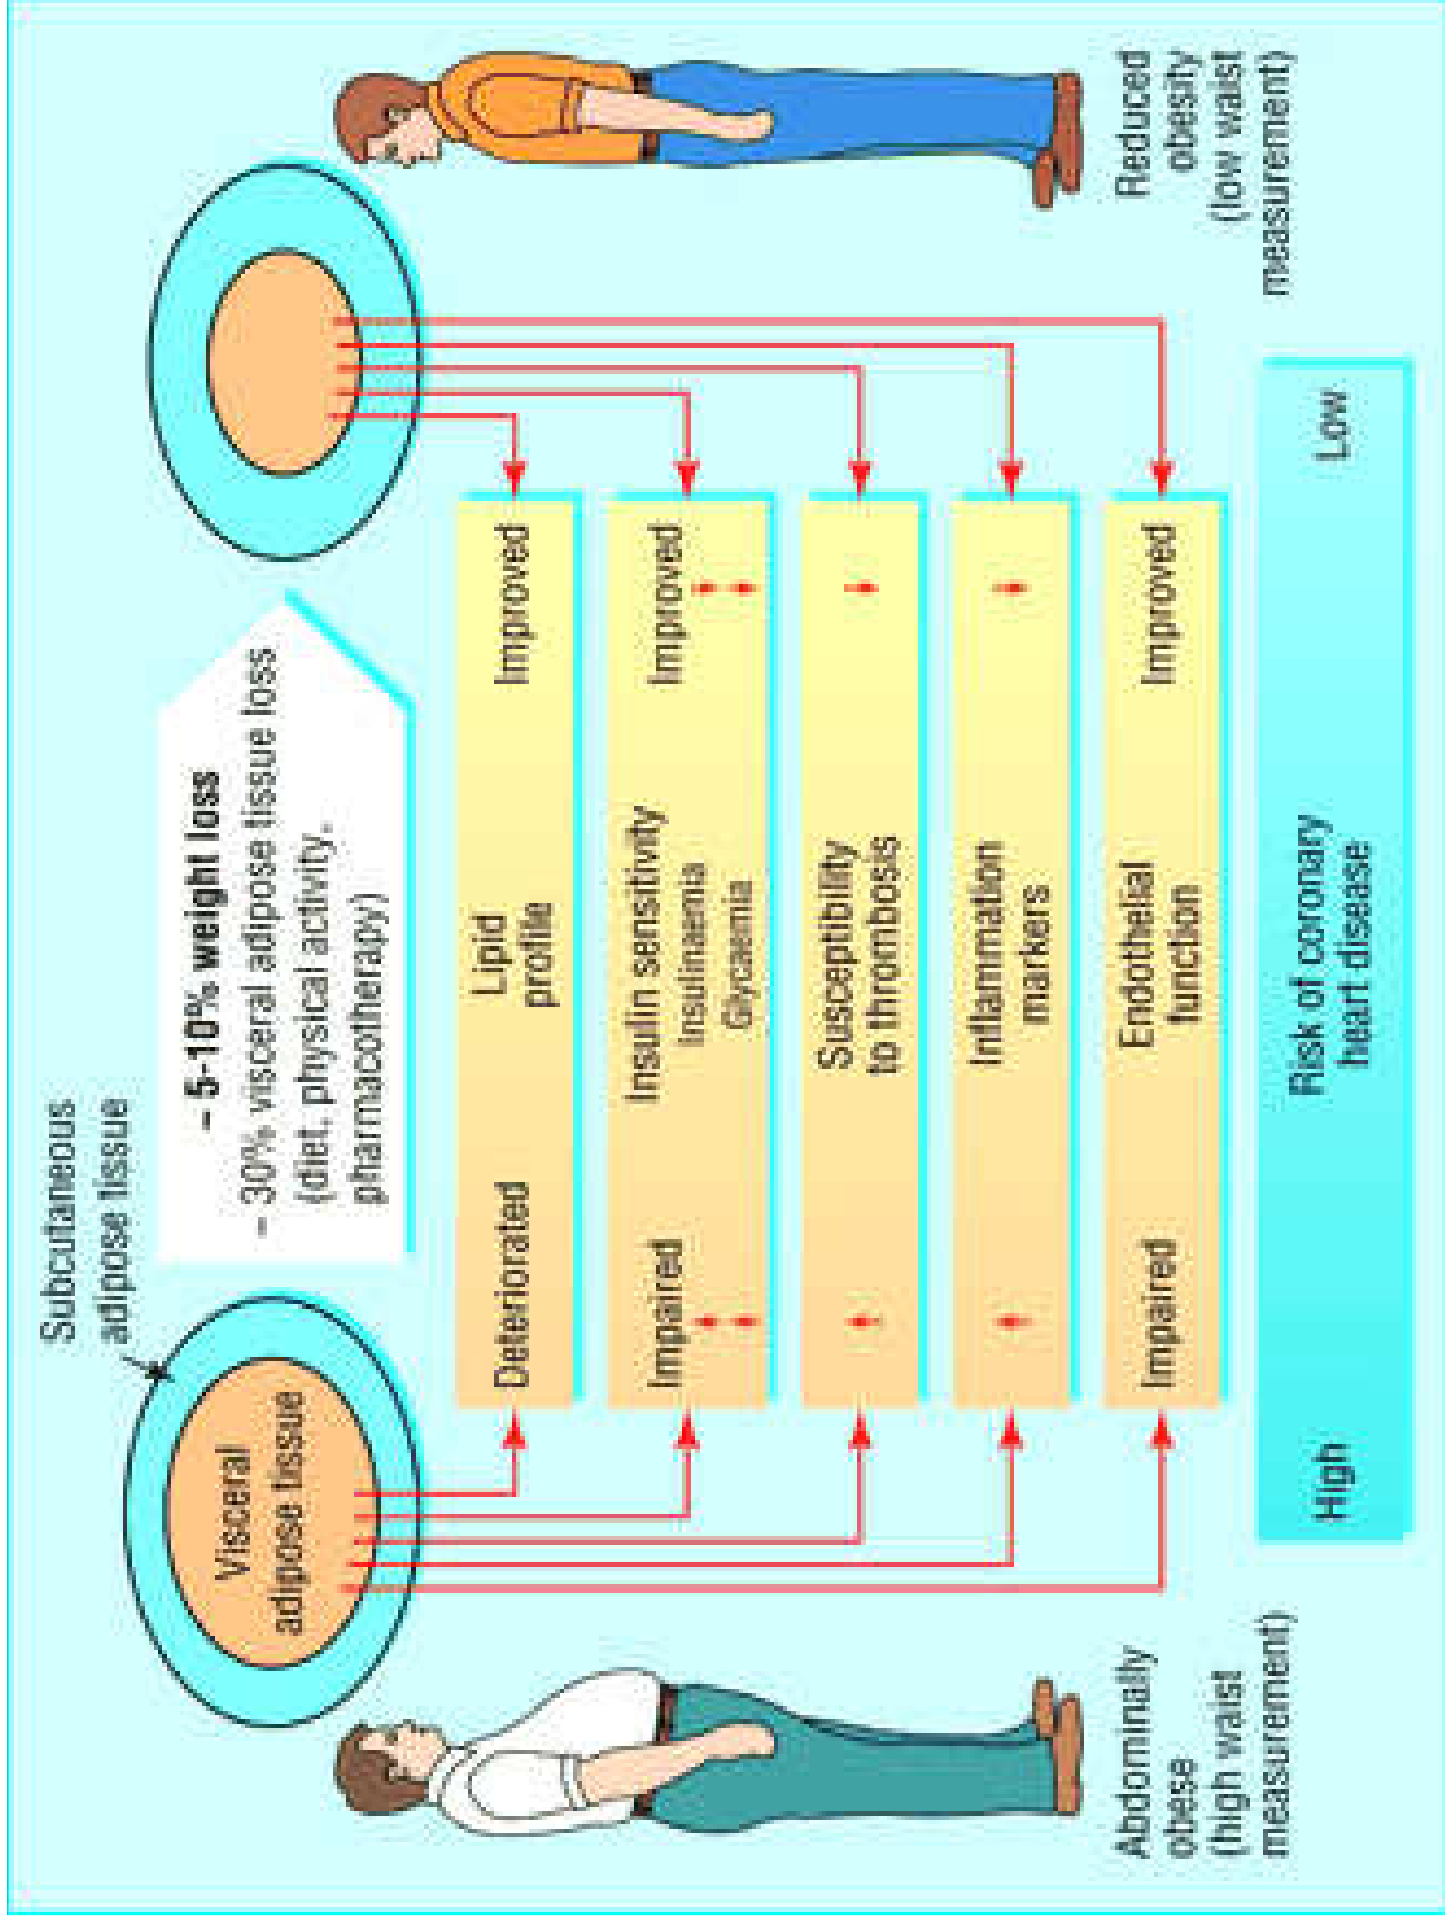 Subcutaneous
adipose tissue
Visceral
adipose tissue
– 5-10% weight loss
– 30% visceral adipose tissue loss
(diet, physical activity,
pharmacotherapy)
Deteriorated
Lipid
profile
Improved
Impaired
Insulin sensitivity
Insulinaemia
Glycaemia
Improved
Susceptibility
to thrombosis
Inflammation
markers
Impaired
Endothelial
function
Improved
Abdominally
obese
(high waist
measurement)
High
Risk of coronary
heart disease
Low
Reduced
obesity
(low waist
measurement)